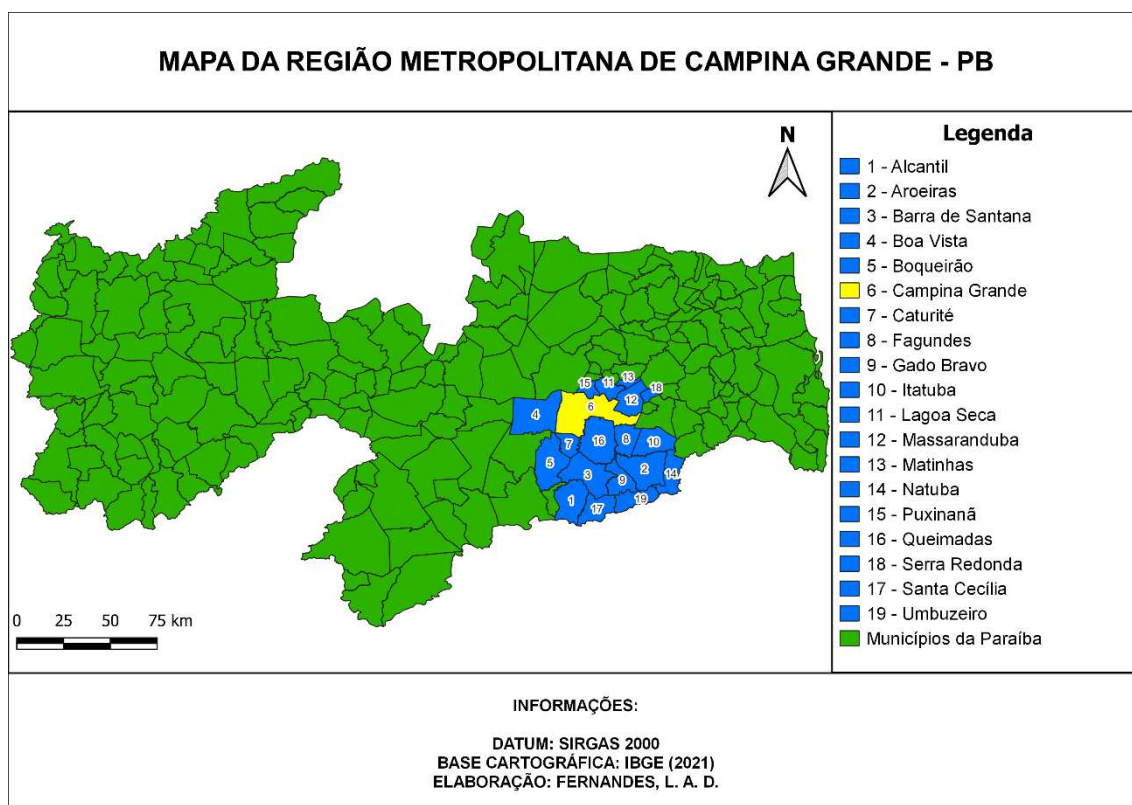 MAPA DA REGIÃO METROPOLITANA DE CAMPINA GRANDE - PB
N
15
11
13
18
12
6
4
7
16
8
10
5
3
9
2
14
1
17
19
0 25 50 75 km
Legenda
1 - Alcantil
2 - Aroeiras
3 - Barra de Santana
4 - Boa Vista
5 - Boqueirão
6 - Campina Grande
7 - Caturité
8 - Fagundes
9 - Gado Bravo
10 - Itatuba
11 - Lagoa Seca
12 - Massaranduba
13 - Matinhas
14 - Natuba
15 - Puxinanã
16 - Queimadas
18 - Serra Redonda
17 - Santa Cecília
19 - Umbuzeiro
Municípios da Paraíba
INFORMAÇÕES:
DATUM: SIRGAS 2000
BASE CARTOGRÁFICA: IBGE (2021)
ELABORAÇÃO: FERNANDES, L. A. D.